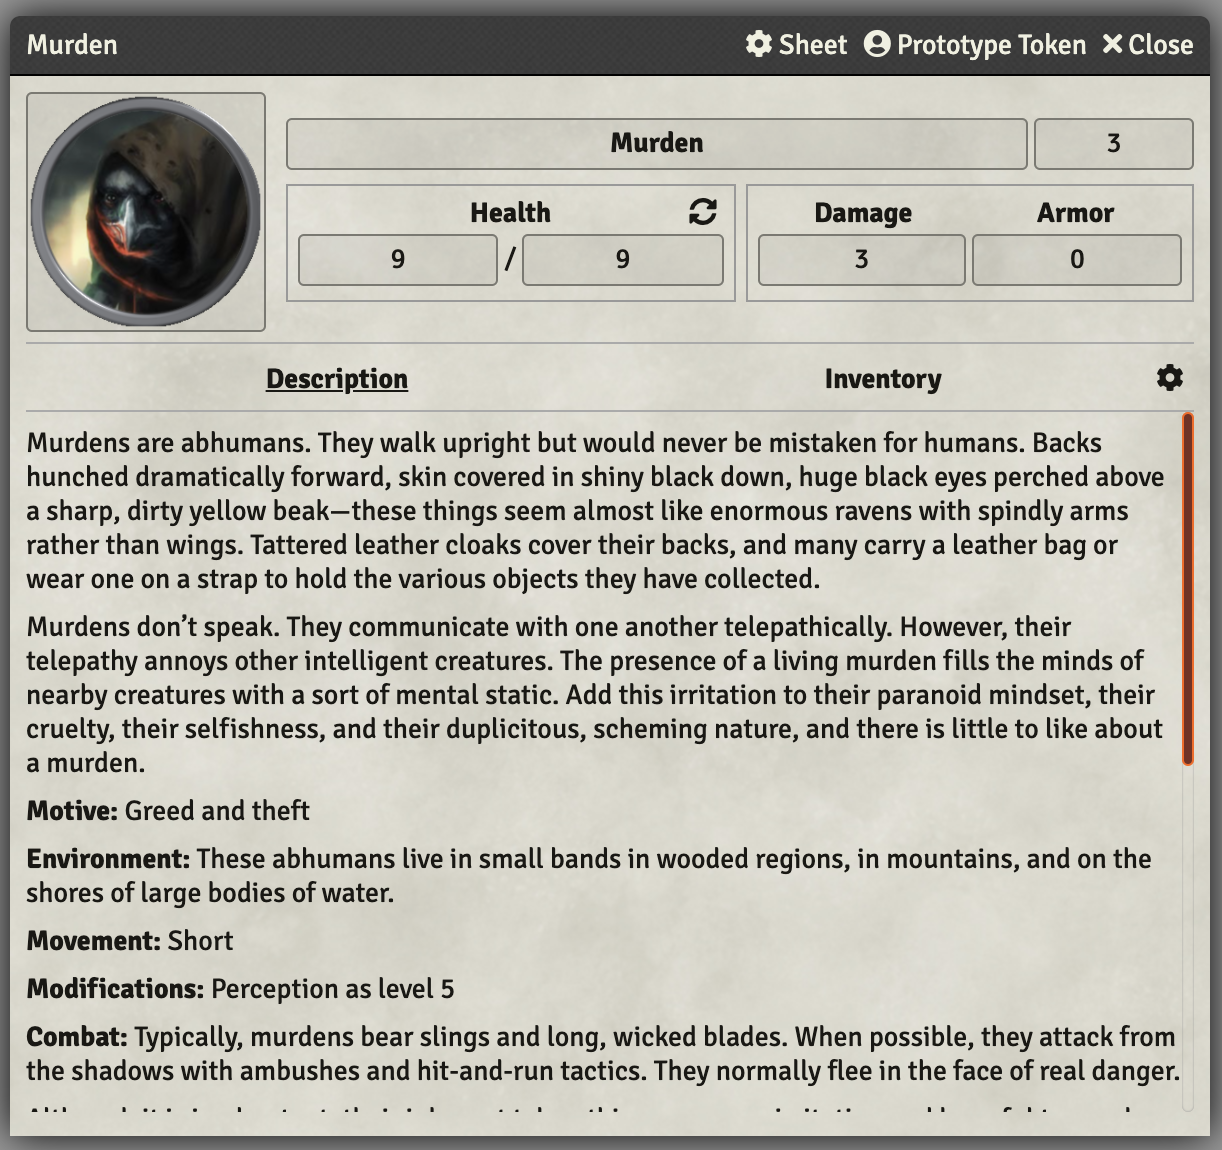 Murden
Sheet Prototype Token Close
Murden 3
Health Damage Armor
9 / 9 3 0
Description Inventory
Murdens are abhumans. They walk upright but would never be mistaken for humans. Backs
hunched dramatically forward, skin covered in shiny black down, huge black eyes perched above
a sharp, dirty yellow beak—these things seem almost like enormous ravens with spindly arms
rather than wings. Tattered leather cloaks cover their backs, and many carry a leather bag or
wear one on a strap to hold the various objects they have collected.
Murdens don’t speak. They communicate with one another telepathically. However, their
telepathy annoys other intelligent creatures. The presence of a living murden fills the minds of
nearby creatures with a sort of mental static. Add this irritation to their paranoid mindset, their
cruelty, their selfishness, and their duplicitous, scheming nature, and there is little to like about
a murden.
Motive: Greed and theft
Environment: These abhumans live in small bands in wooded regions, in mountains, and on the
shores of large bodies of water.
Movement: Short
Modifications: Perception as level 5
Combat: Typically, murdens bear slings and long, wicked blades. When possible, they attack from
the shadows with ambushes and hit-and-run tactics. They normally flee in the face of real danger.